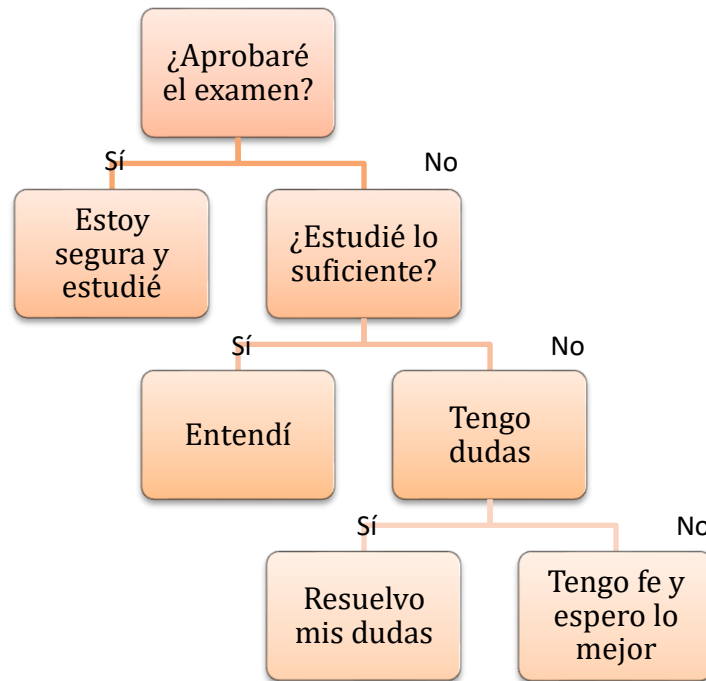 ¿Aprobaré
el examen?
Sí
No
Estoy
segura y
estudié
¿Estudié lo
suficiente?
Sí
No
Entendí
Tengo
dudas
Sí
No
Resuelvo
mis dudas
Tengo fe y
espero lo
mejor